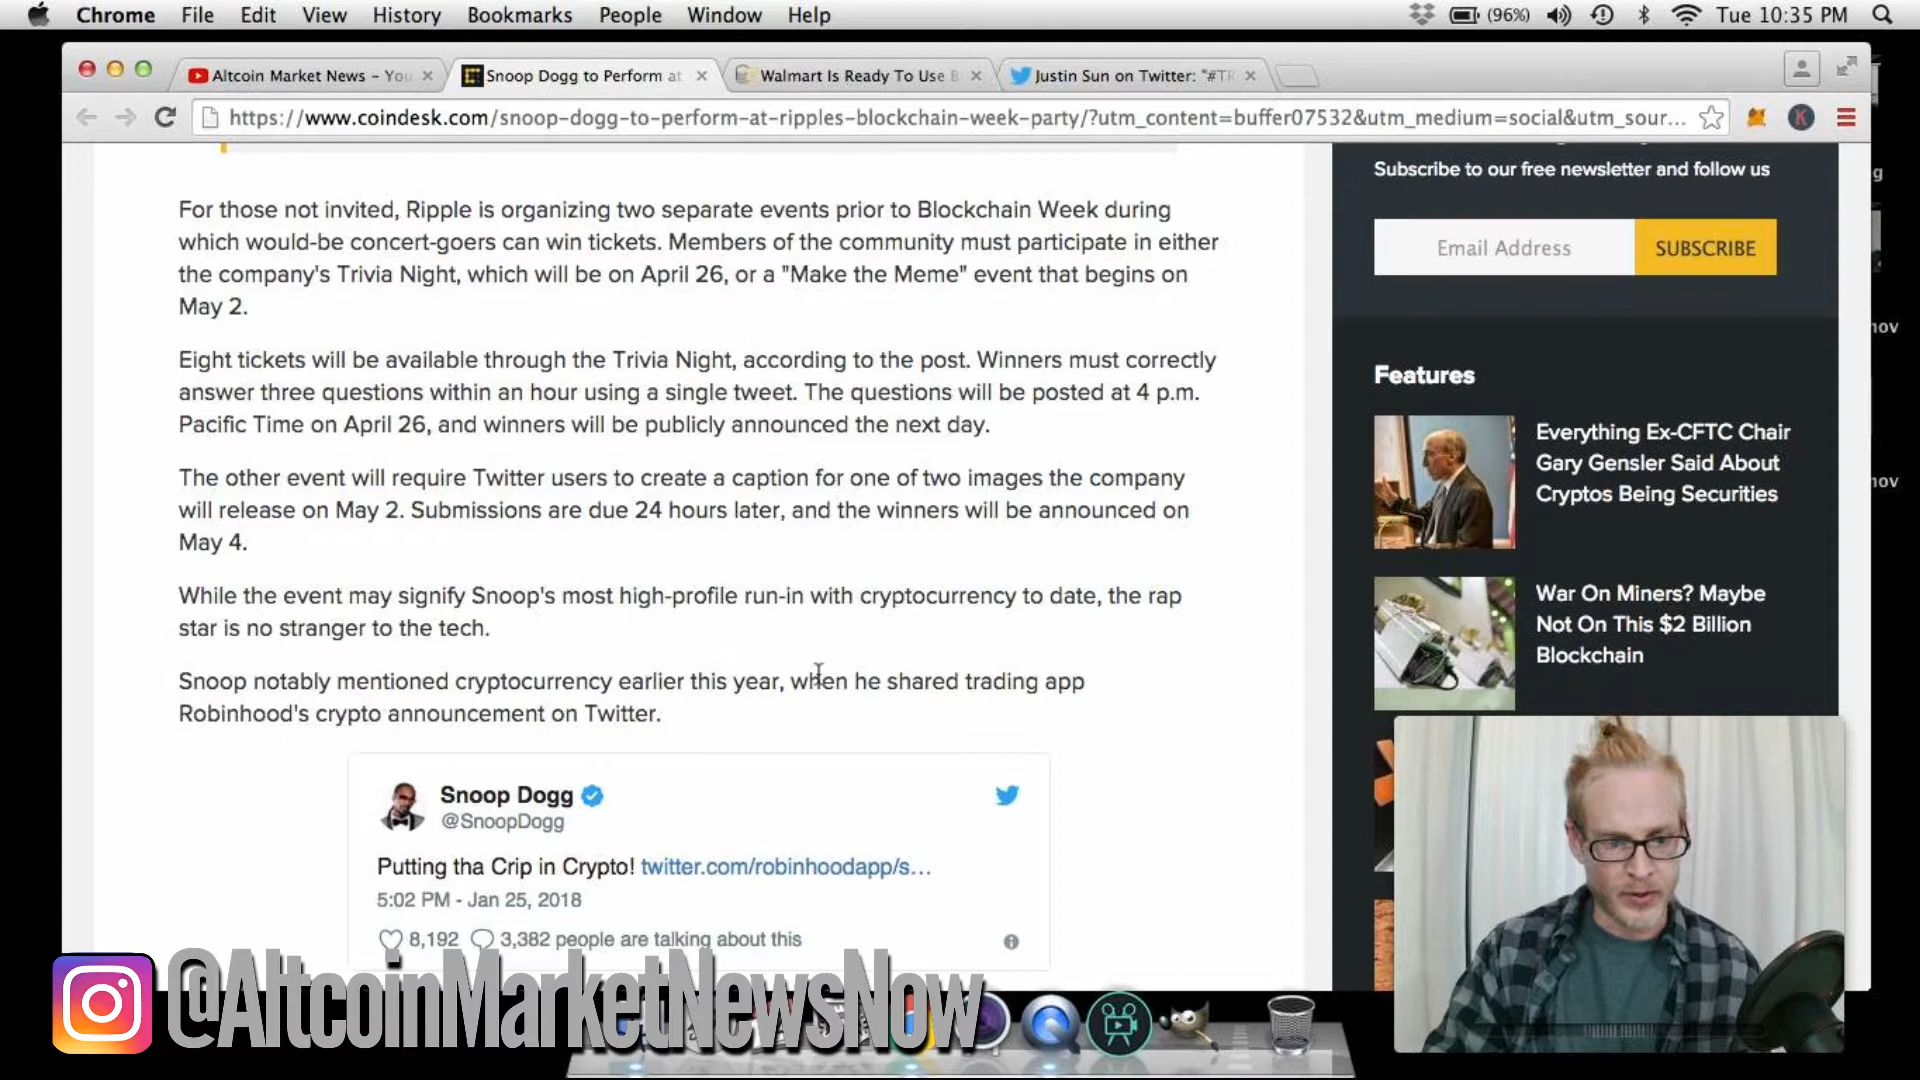 Chrome File Edit View History Bookmarks People Window Help (96%) Tue 10:35 PM
Altcoin Market News - You Snoop Dogg to Perform at Walmart Is Ready To Use B Justin Sun on Twitter: "#TR
https://www.coindesk.com/snoop-dogg-to-perform-at-ripples-blockchain-week-party/?utm_content=buffer07532&utm_medium=social&utm_sour...
K
For those not invited, Ripple is organizing two separate events prior to Blockchain Week during
which would-be concert-goers can win tickets. Members of the community must participate in either
the company's Trivia Night, which will be on April 26, or a "Make the Meme" event that begins on
May 2.
Eight tickets will be available through the Trivia Night, according to the post. Winners must correctly
answer three questions within an hour using a single tweet. The questions will be posted at 4 p.m.
Pacific Time on April 26, and winners will be publicly announced the next day.
The other event will require Twitter users to create a caption for one of two images the company
will release on May 2. Submissions are due 24 hours later, and the winners will be announced on
May 4.
While the event may signify Snoop's most high-profile run-in with cryptocurrency to date, the rap
star is no stranger to the tech.
Snoop notably mentioned cryptocurrency earlier this year, when he shared trading app
Robinhood's crypto announcement on Twitter.
Snoop Dogg
@SnoopDogg
Putting tha Crip in Crypto! twitter.com/robinhoodapp/s...
5:02 PM - Jan 25, 2018
8,192 3,382 people are talking about this
Subscribe to our free newsletter and follow us
Email Address SUBSCRIBE
Features
Everything Ex-CFTC Chair
Gary Gensler Said About
Cryptos Being Securities
War On Miners? Maybe
Not On This $2 Billion
Blockchain
g
nov
nov
@AltcoinMarketNewsNow